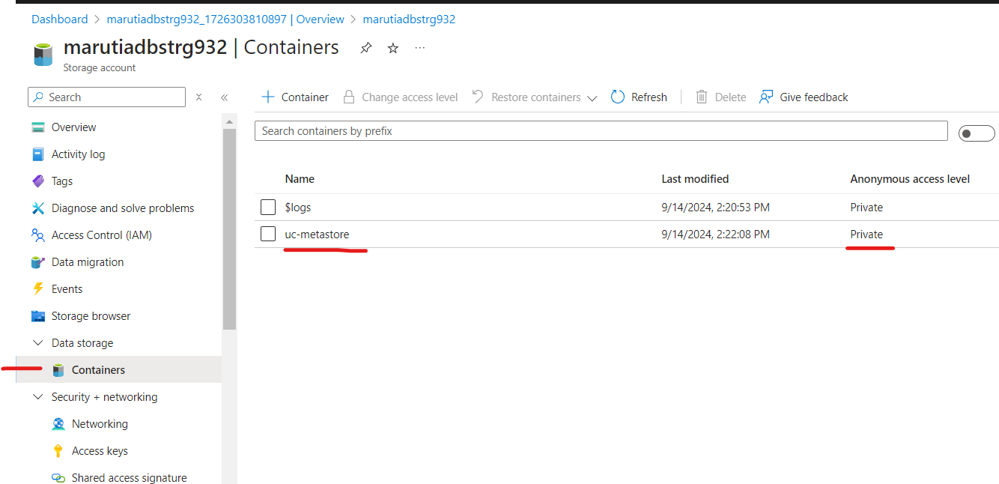 Dashboard > marutiadbstrg932_1726303810897 | Overview > marutiadbstrg932
marutiadbstrg932 | Containers
Storage account
Search
Container Change access level Restore containers Refresh Delete Give feedback
Search containers by prefix
Overview
Activity log
Tags
Diagnose and solve problems
Access Control (IAM)
Data migration
Events
Storage browser
Data storage
Containers
Security + networking
Networking
Access keys
Shared access signature
Name Last modified Anonymous access level
$logs 9/14/2024, 2:20:53 PM Private
uc-metastore 9/14/2024, 2:22:08 PM Private